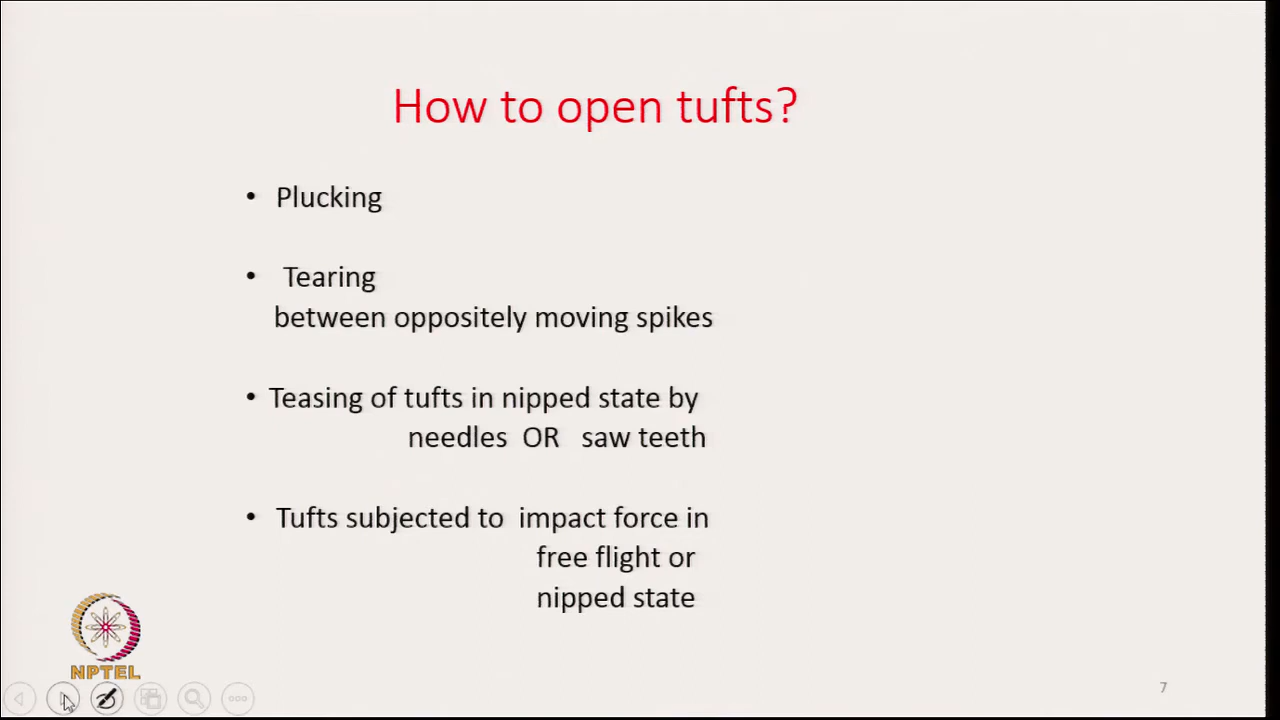 How to open tufts?
• Plucking
• Tearing
between oppositely moving spikes
• Teasing of tufts in nipped state by
needles OR saw teeth
• Tufts subjected to impact force in
free flight or
nipped state
NPTEL
7